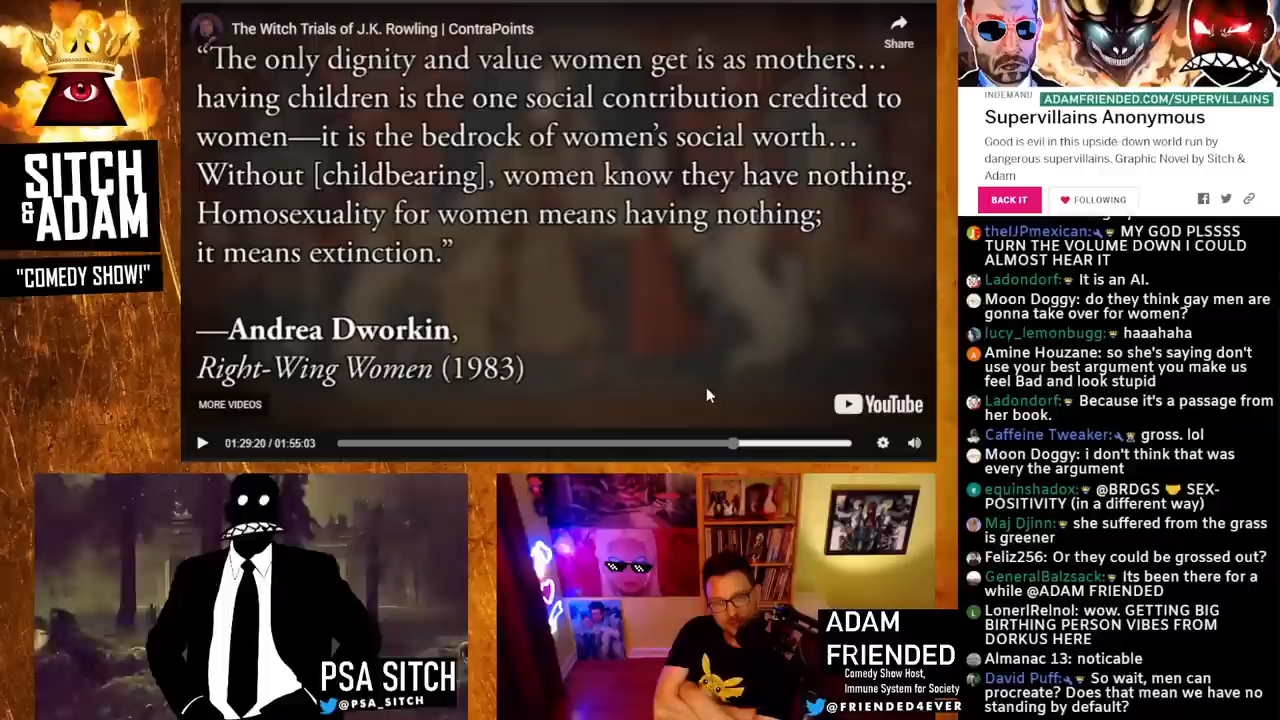 The Witch Trials of J.K. Rowling | ContraPoints
Share
“The only dignity and value women get is as mothers…
having children is the one social contribution credited to
women—it is the bedrock of women’s social worth…
Without [childbearing], women know they have nothing.
Homosexuality for women means having nothing;
it means extinction.”
—Andrea Dworkin,
Right-Wing Women (1983)
MORE VIDEOS
YouTube
01:29:20 / 01:55:03
SITCH
& ADAM
"COMEDY SHOW!"
INDEMAND
ADAMFRIENDED.COM/SUPERVILLAINS
Supervillains Anonymous
Good is evil in this upside-down world run by
dangerous supervillains. Graphic Novel by Sitch &
Adam
BACK IT
FOLLOWING
theIJPmexican: MY GOD PLSSSS
TURN THE VOLUME DOWN I COULD
ALMOST HEAR IT
Ladondorf: It is an AI.
Moon Doggy: do they think gay men are
gonna take over for women?
lucy_lemonbugg: haaahaha
Amine Houzane: so she's saying don't
use your best argument you make us
feel Bad and look stupid
Ladondorf: Because it's a passage from
her book.
Caffeine Tweaker: gross. lol
Moon Doggy: i don't think that was
every the argument
equinshadox: @BRDGS 🤝 SEX-
POSITIVITY (in a different way)
Maj Djinn: she suffered from the grass
is greener
Feliz256: Or they could be grossed out?
GeneralBalzsack: Its been there for a
while @ADAM FRIENDED
LonerIReInol: wow. GETTING BIG
BIRTHING PERSON VIBES FROM
DORKUS HERE
Almanac 13: noticable
David Puff: So wait, men can
procreate? Does that mean we have no
standing by default?
PSA SITCH
@PSA_SITCH
ADAM
FRIENDED
Comedy Show Host,
Immune System for Society
@FRIENDED4EVER